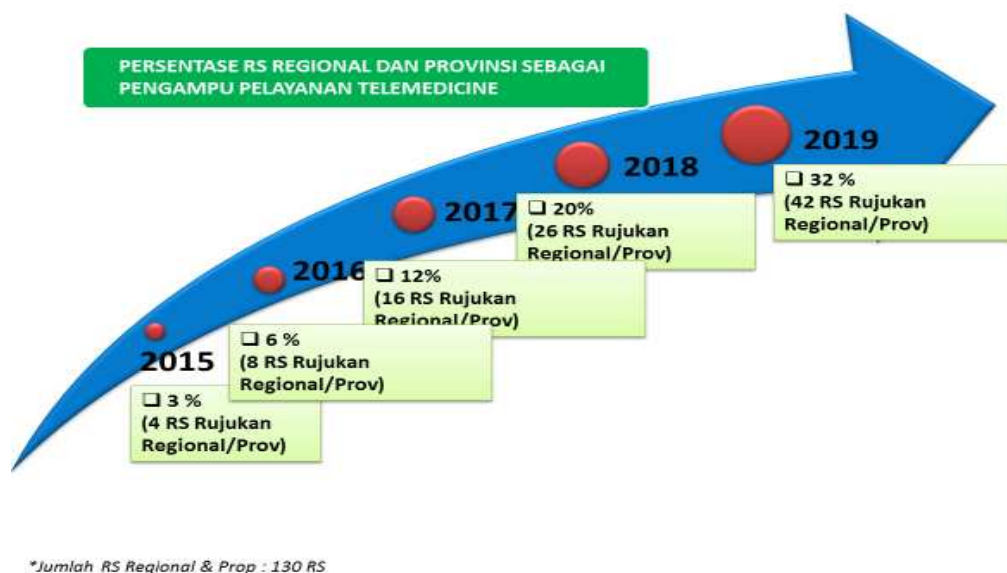 PERSENTASE RS REGIONAL DAN PROVINSI SEBAGAI
PENGAMPU PELAYANAN TELEMEDICINE
2015
❑ 3 %
(4 RS Rujukan
Regional/Prov)
2016
❑ 6 %
(8 RS Rujukan
Regional/Prov)
2017
❑ 12%
(16 RS Rujukan
Regional/Prov)
2018
❑ 20%
(26 RS Rujukan
Regional/Prov
2019
❑ 32 %
(42 RS Rujukan
Regional/Prov)
*Jumlah RS Regional & Prop : 130 RS